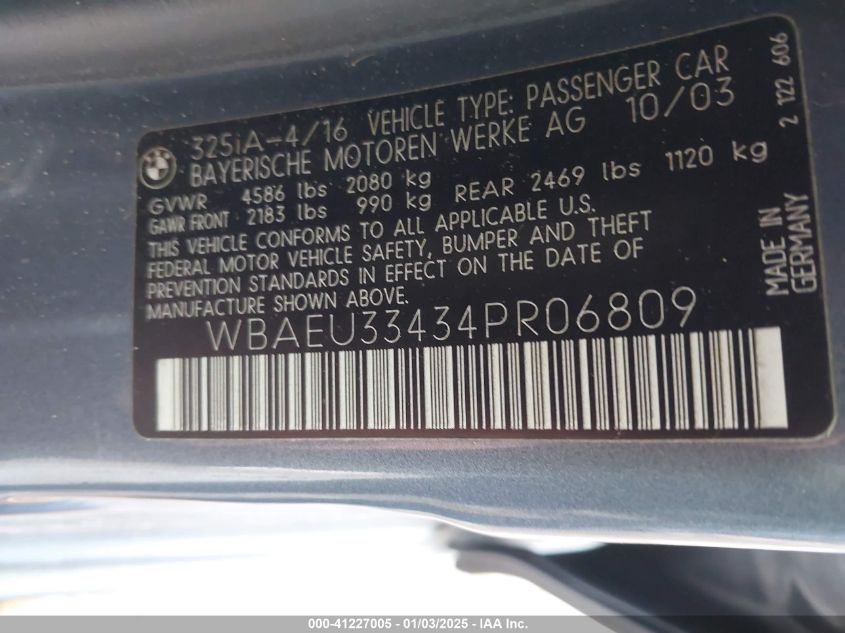 325iA-4/16 VEHICLE TYPE: PASSENGER CAR
BAYERISCHE MOTOREN WERKE AG 10/03
GVWR 4586 lbs 2080 kg
GAWR FRONT 2183 lbs 990 kg REAR 2469 lbs 1120 kg
THIS VEHICLE CONFORMS TO ALL APPLICABLE U.S.
FEDERAL MOTOR VEHICLE SAFETY, BUMPER AND THEFT
PREVENTION STANDARDS IN EFFECT ON THE DATE OF
MANUFACTURE SHOWN ABOVE.
WBAEU33434PR06809
MADE IN
GERMANY
2 122 606
BMW
000-41227005 - 01/03/2025 - IAA Inc.